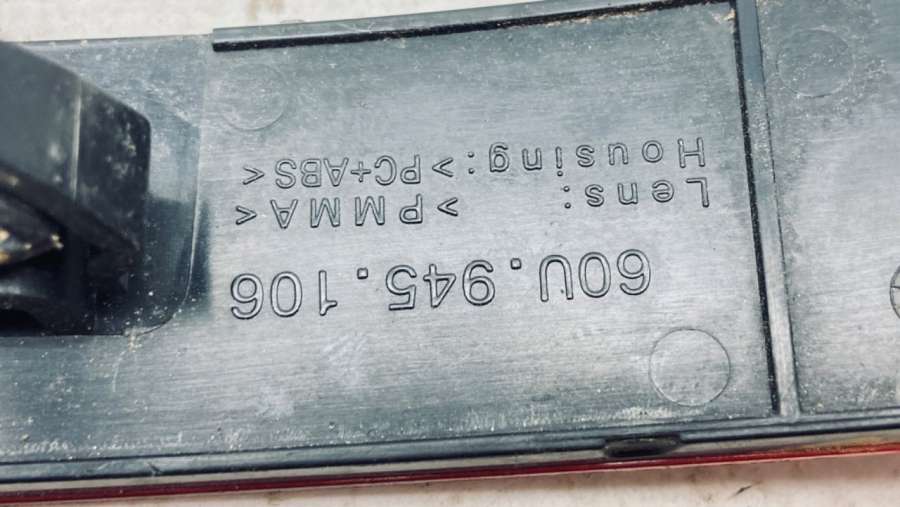 60U.945.106
Lens: >PMMA<
Housing: >PC+ABS<